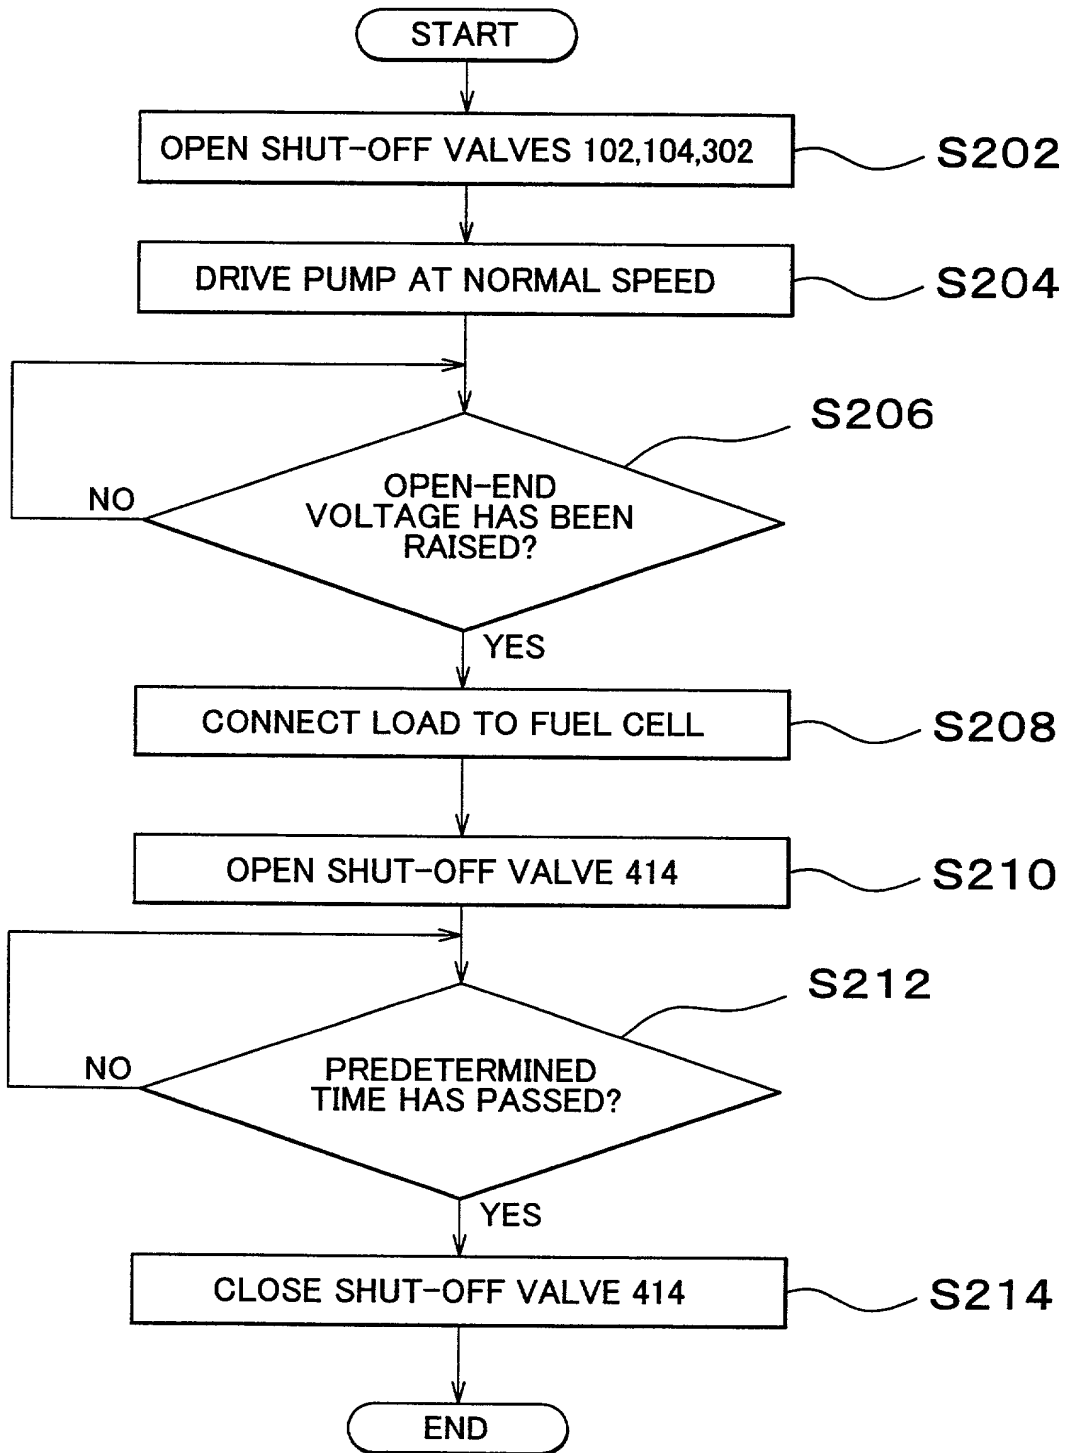 START
OPEN SHUT-OFF VALVES 102,104,302
S202
DRIVE PUMP AT NORMAL SPEED
S204
S206
OPEN-END
VOLTAGE HAS BEEN
RAISED?
NO
YES
CONNECT LOAD TO FUEL CELL
S208
OPEN SHUT-OFF VALVE 414
S210
S212
PREDETERMINED
TIME HAS PASSED?
NO
YES
CLOSE SHUT-OFF VALVE 414
S214
END